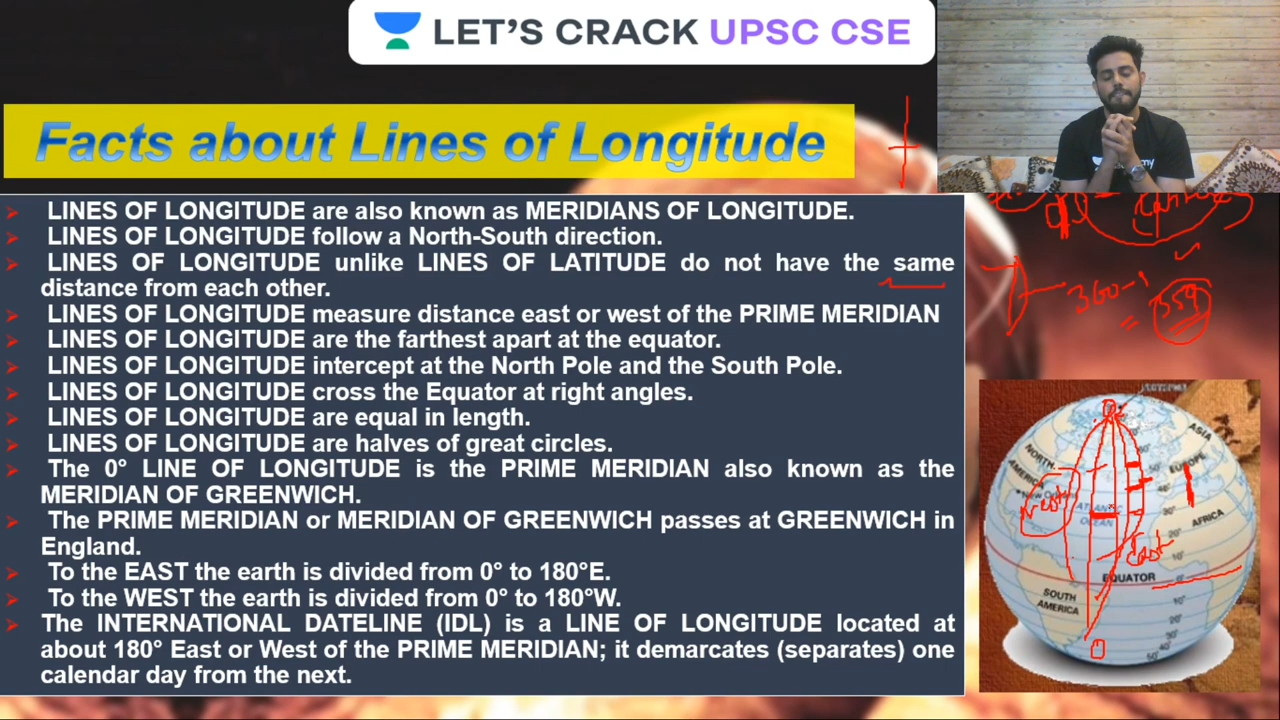 LET'S CRACK UPSC CSE
Facts about Lines of Longitude
LINES OF LONGITUDE are also known as MERIDIANS OF LONGITUDE.
LINES OF LONGITUDE follow a North-South direction.
LINES OF LONGITUDE unlike LINES OF LATITUDE do not have the same
distance from each other.
LINES OF LONGITUDE measure distance east or west of the PRIME MERIDIAN
LINES OF LONGITUDE are the farthest apart at the equator.
LINES OF LONGITUDE intercept at the North Pole and the South Pole.
LINES OF LONGITUDE cross the Equator at right angles.
LINES OF LONGITUDE are equal in length.
LINES OF LONGITUDE are halves of great circles.
The 0° LINE OF LONGITUDE is the PRIME MERIDIAN also known as the
MERIDIAN OF GREENWICH.
The PRIME MERIDIAN or MERIDIAN OF GREENWICH passes at GREENWICH in
England.
To the EAST the earth is divided from 0° to 180°E.
To the WEST the earth is divided from 0° to 180°W.
The INTERNATIONAL DATELINE (IDL) is a LINE OF LONGITUDE located at
about 180° East or West of the PRIME MERIDIAN; it demarcates (separates) one
calendar day from the next.
360-1
= 359
ASIA
NORTH
AMERICA
EUROPE
ATLANTIC
OCEAN
AFRICA
West
East
EQUATOR
SOUTH
AMERICA